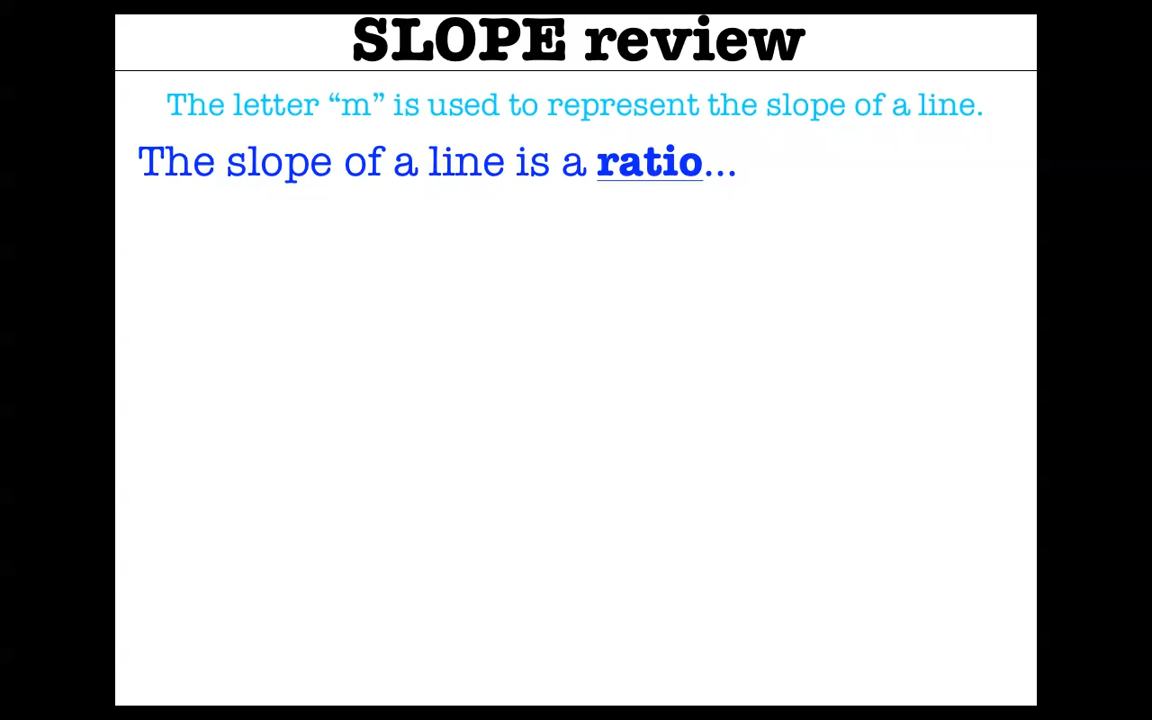 SLOPE review
The letter “m” is used to represent the slope of a line.
The slope of a line is a ratio...